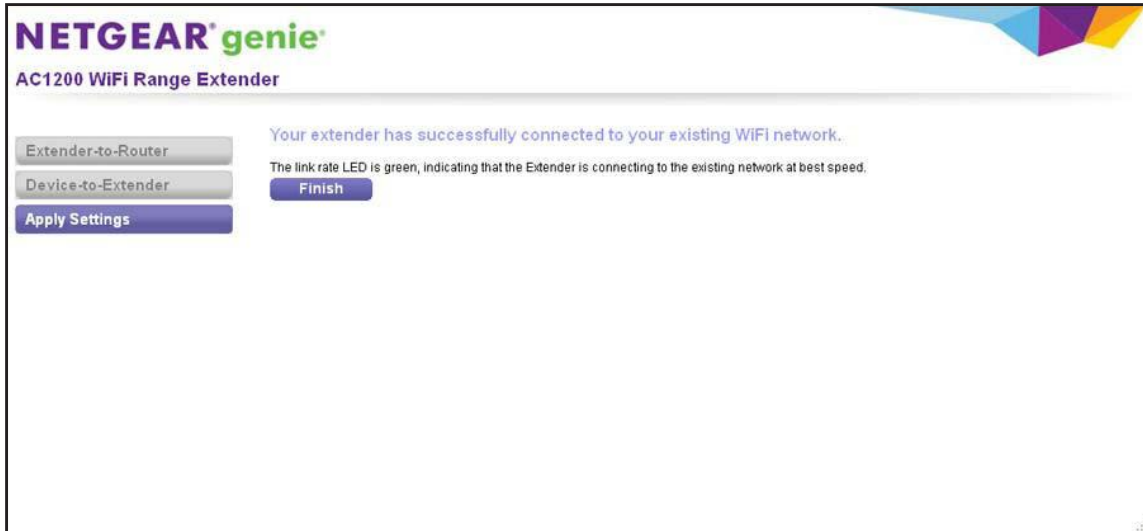 NETGEAR® genie®
AC1200 WiFi Range Extender
Extender-to-Router
Device-to-Extender
Apply Settings
Your extender has successfully connected to your existing WiFi network.
The link rate LED is green, indicating that the Extender is connecting to the existing network at best speed.
Finish